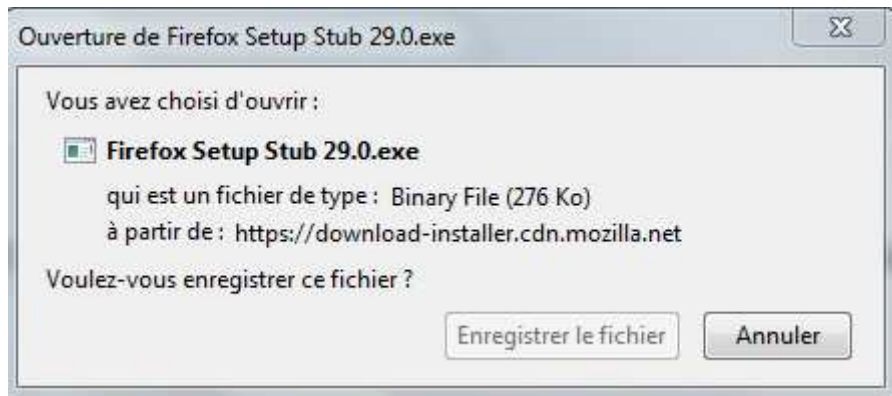 Ouverture de Firefox Setup Stub 29.0.exe
Vous avez choisi d'ouvrir :
Firefox Setup Stub 29.0.exe
qui est un fichier de type : Binary File (276 Ko)
à partir de : https://download-installer.cdn.mozilla.net
Voulez-vous enregistrer ce fichier ?
Enregistrer le fichier Annuler